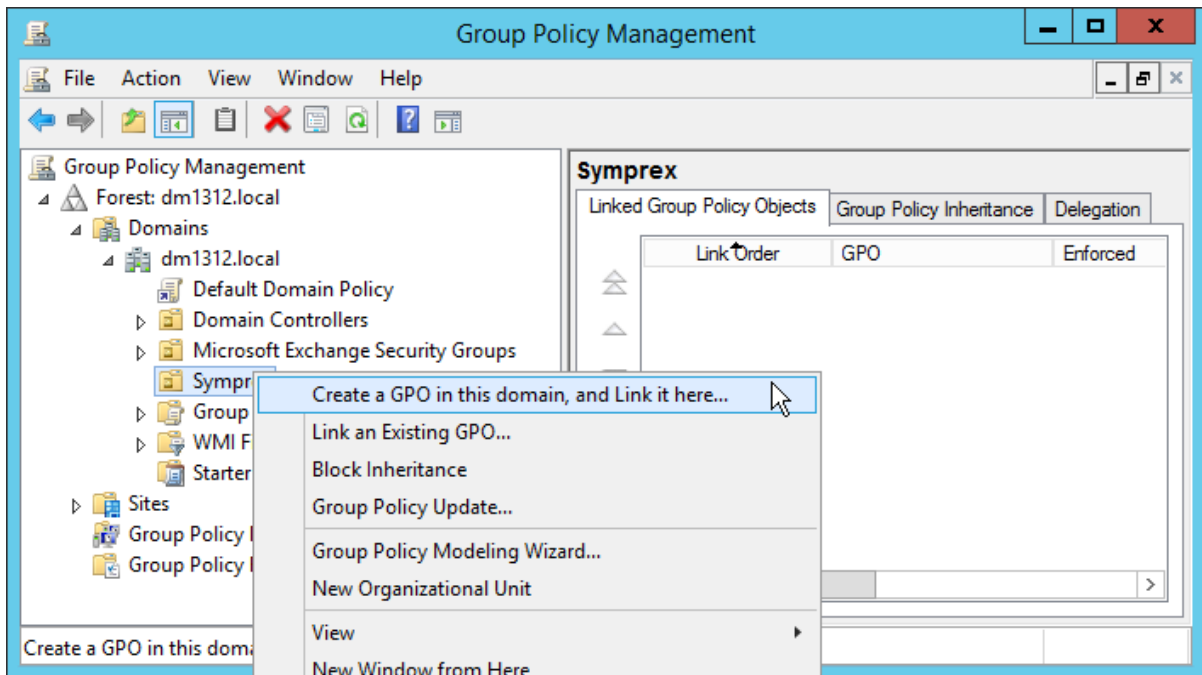 Group Policy Management
File Action View Window Help
Group Policy Management
Forest: dm1312.local
Domains
dm1312.local
Default Domain Policy
Domain Controllers
Microsoft Exchange Security Groups
Sympr
Group
WMI F
Starter
Sites
Group Policy
Group Policy
Symprex
Linked Group Policy Objects Group Policy Inheritance Delegation
Link Order GPO Enforced
Create a GPO in this domain, and Link it here...
Link an Existing GPO...
Block Inheritance
Group Policy Update...
Group Policy Modeling Wizard...
New Organizational Unit
View
New Window from Here
Create a GPO in this doma